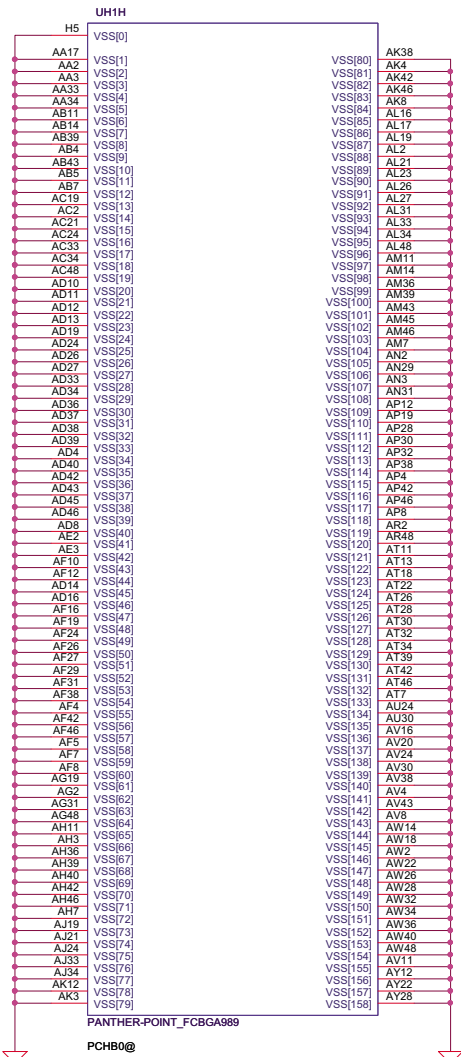 UH1H
H5 VSS[0]
AA17 VSS[1] VSS[80] AK38
AA2 VSS[2] VSS[81] AK4
AA3 VSS[3] VSS[82] AK42
AA33 VSS[4] VSS[83] AK46
AA34 VSS[5] VSS[84] AK8
AB11 VSS[6] VSS[85] AL16
AB14 VSS[7] VSS[86] AL17
AB39 VSS[8] VSS[87] AL19
AB4 VSS[9] VSS[88] AL2
AB43 VSS[10] VSS[89] AL21
AB5 VSS[11] VSS[90] AL23
AB7 VSS[12] VSS[91] AL26
AC19 VSS[13] VSS[92] AL27
AC2 VSS[14] VSS[93] AL31
AC21 VSS[15] VSS[94] AL33
AC24 VSS[16] VSS[95] AL34
AC33 VSS[17] VSS[96] AL48
AC34 VSS[18] VSS[97] AM11
AC48 VSS[19] VSS[98] AM14
AD10 VSS[20] VSS[99] AM36
AD11 VSS[21] VSS[100] AM39
AD12 VSS[22] VSS[101] AM43
AD13 VSS[23] VSS[102] AM45
AD19 VSS[24] VSS[103] AM46
AD24 VSS[25] VSS[104] AM7
AD26 VSS[26] VSS[105] AN2
AD27 VSS[27] VSS[106] AN29
AD33 VSS[28] VSS[107] AN3
AD34 VSS[29] VSS[108] AN31
AD36 VSS[30] VSS[109] AP12
AD37 VSS[31] VSS[110] AP19
AD38 VSS[32] VSS[111] AP28
AD39 VSS[33] VSS[112] AP30
AD4 VSS[34] VSS[113] AP32
AD40 VSS[35] VSS[114] AP38
AD42 VSS[36] VSS[115] AP4
AD43 VSS[37] VSS[116] AP42
AD45 VSS[38] VSS[117] AP46
AD46 VSS[39] VSS[118] AP8
AD8 VSS[40] VSS[119] AR2
AE2 VSS[41] VSS[120] AR48
AE3 VSS[42] VSS[121] AT11
AF10 VSS[43] VSS[122] AT13
AF12 VSS[44] VSS[123] AT18
AD14 VSS[45] VSS[124] AT22
AD16 VSS[46] VSS[125] AT26
AF16 VSS[47] VSS[126] AT28
AF19 VSS[48] VSS[127] AT30
AF24 VSS[49] VSS[128] AT32
AF26 VSS[50] VSS[129] AT34
AF27 VSS[51] VSS[130] AT39
AF29 VSS[52] VSS[131] AT42
AF31 VSS[53] VSS[132] AT46
AF38 VSS[54] VSS[133] AT7
AF4 VSS[55] VSS[134] AU24
AF42 VSS[56] VSS[135] AU30
AF46 VSS[57] VSS[136] AV16
AF5 VSS[58] VSS[137] AV20
AF7 VSS[59] VSS[138] AV24
AF8 VSS[60] VSS[139] AV30
AG19 VSS[61] VSS[140] AV38
AG2 VSS[62] VSS[141] AV4
AG31 VSS[63] VSS[142] AV43
AG48 VSS[64] VSS[143] AV8
AH11 VSS[65] VSS[144] AW14
AH3 VSS[66] VSS[145] AW18
AH36 VSS[67] VSS[146] AW2
AH39 VSS[68] VSS[147] AW22
AH40 VSS[69] VSS[148] AW26
AH42 VSS[70] VSS[149] AW28
AH46 VSS[71] VSS[150] AW32
AH7 VSS[72] VSS[151] AW34
AJ19 VSS[73] VSS[152] AW36
AJ21 VSS[74] VSS[153] AW40
AJ24 VSS[75] VSS[154] AW48
AJ33 VSS[76] VSS[155] AV11
AJ34 VSS[77] VSS[156] AY12
AK12 VSS[78] VSS[157] AY22
AK3 VSS[79] VSS[158] AY28
PANTHER-POINT_FCBGA989
PCHB0@